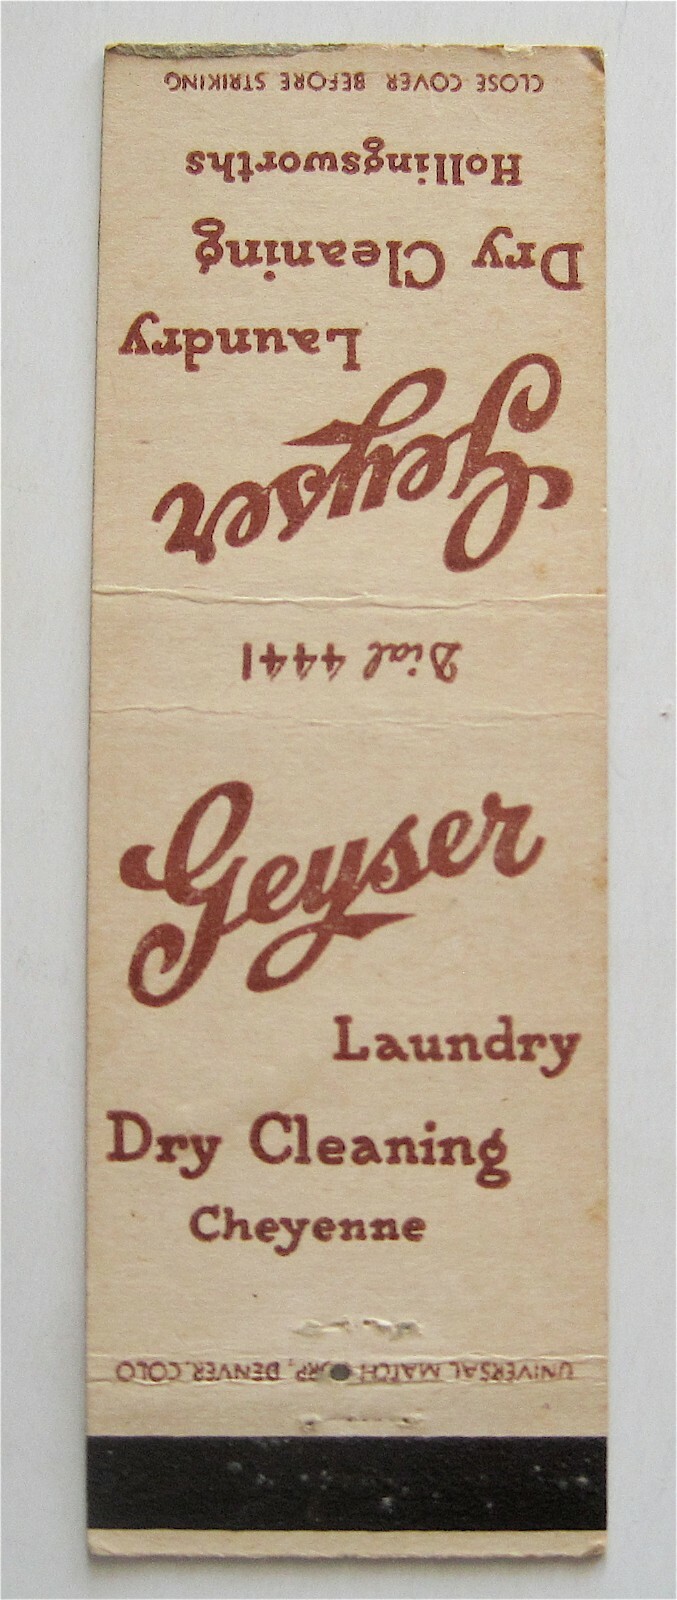 CLOSE COVER BEFORE STRIKING
Hollingsworths
Dry Cleaning
Laundry
Geyser
Dial 4441
Geyser
Laundry
Dry Cleaning
Cheyenne
UNIVERSAL MATCH CORP., DENVER, COLO